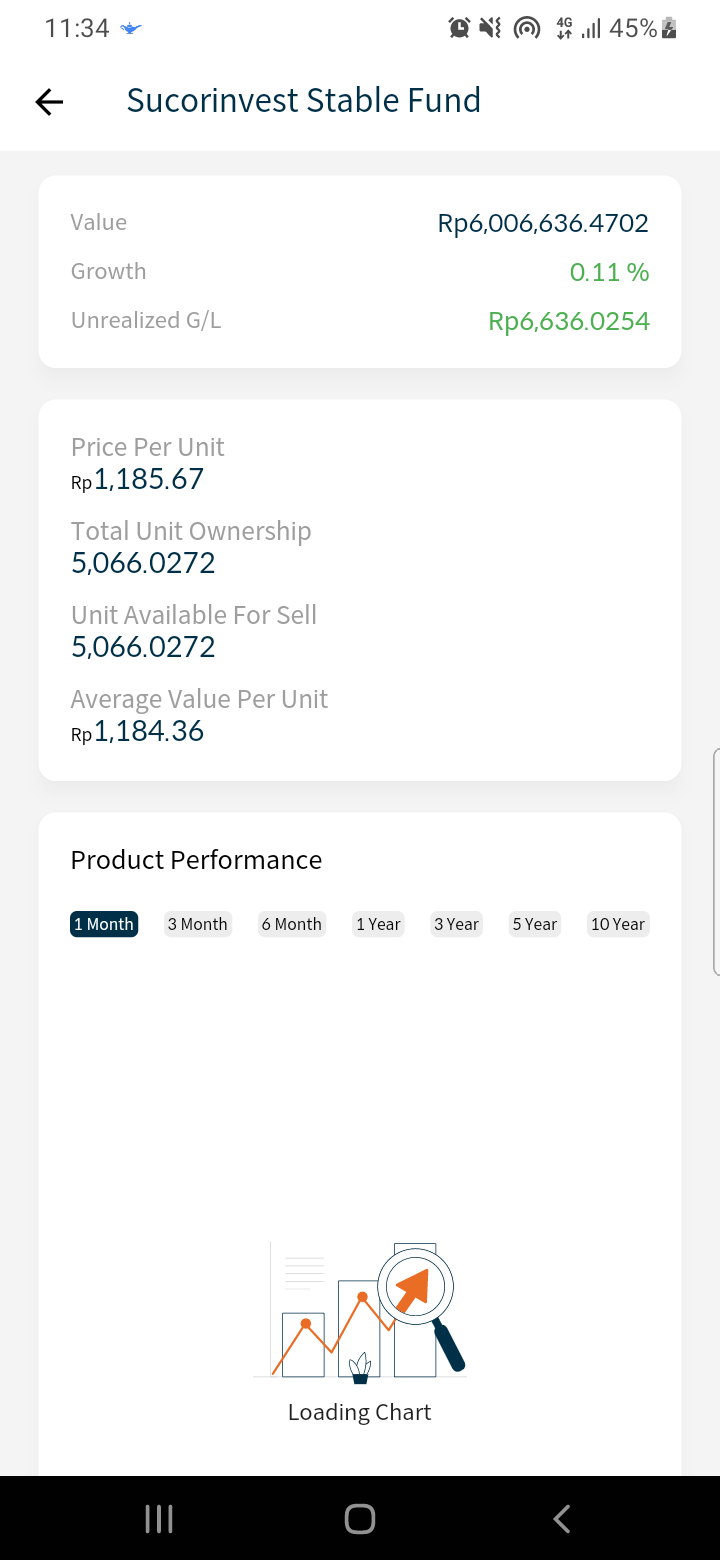 11:34
4G
45%
Sucorinvest Stable Fund
Value Rp6,006,636.4702
Growth 0.11 %
Unrealized G/L Rp6,636.0254
Price Per Unit
Rp1,185.67
Total Unit Ownership
5,066.0272
Unit Available For Sell
5,066.0272
Average Value Per Unit
Rp1,184.36
Product Performance
1 Month 3 Month 6 Month 1 Year 3 Year 5 Year 10 Year
Loading Chart